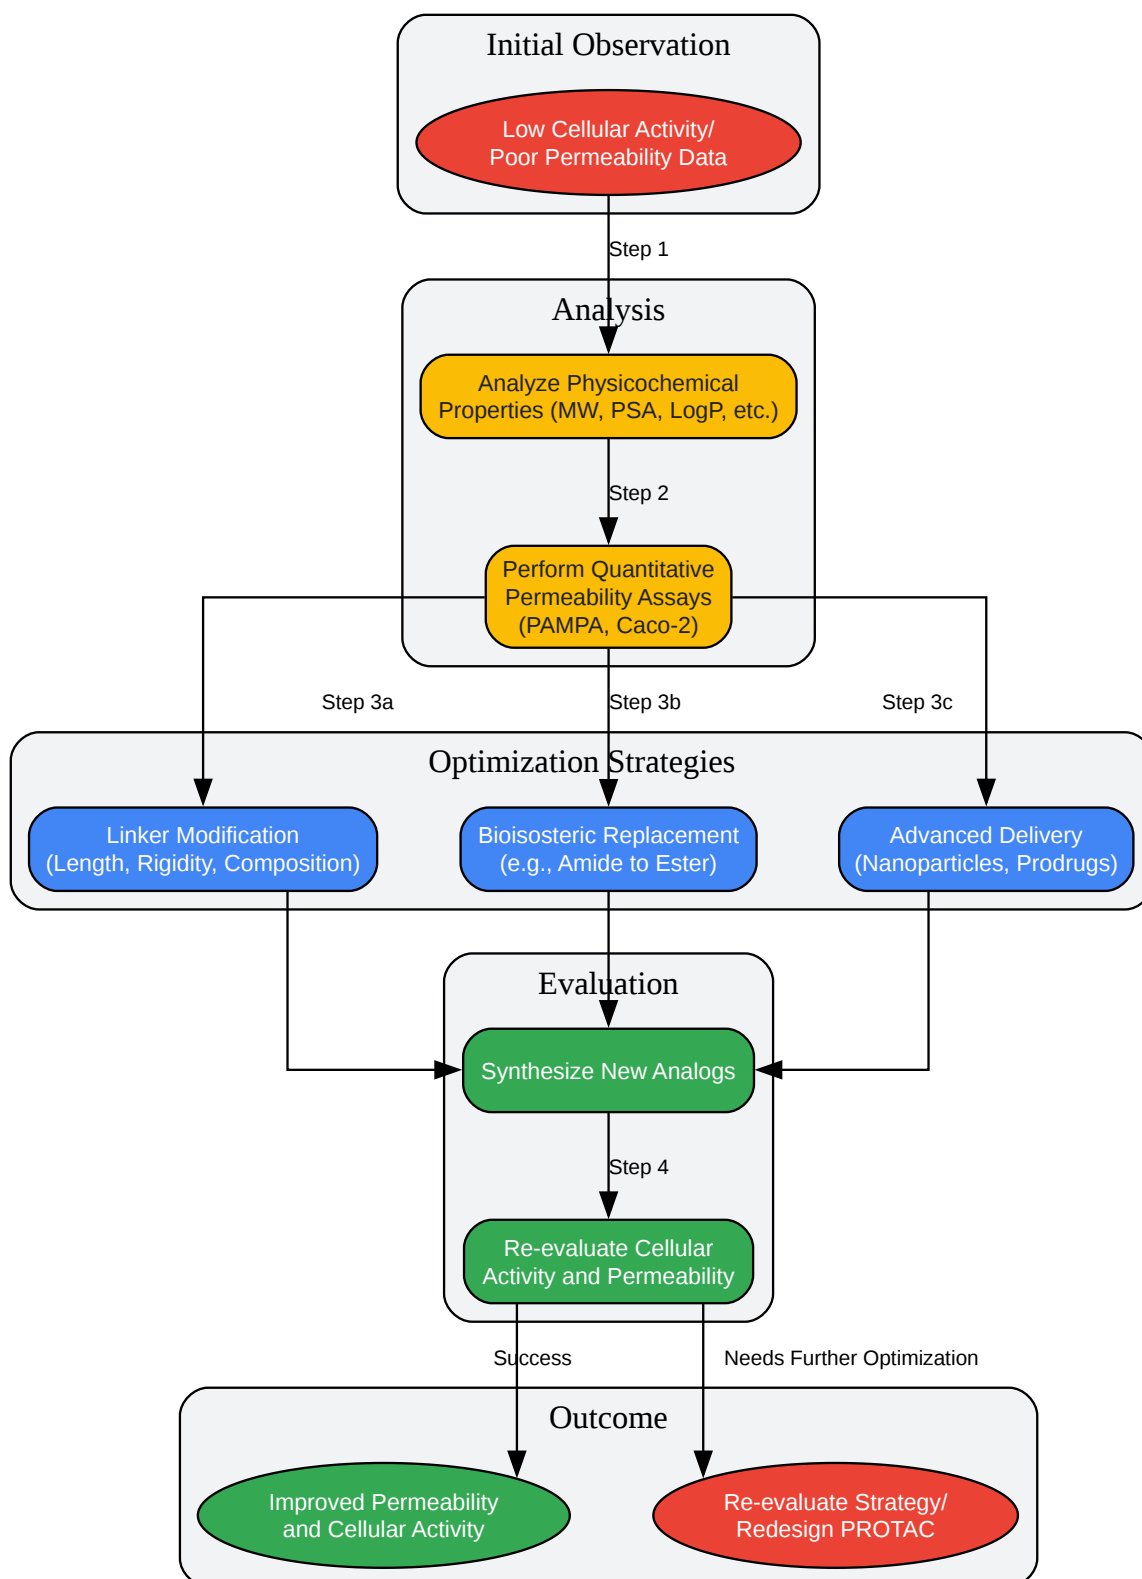 Initial Observation
Low Cellular Activity/
Poor Permeability Data
Step 1
Analysis
Analyze Physicochemical
Properties (MW, PSA, LogP, etc.)
Step 2
Perform Quantitative
Permeability Assays
(PAMPA, Caco-2)
Step 3a
Step 3b
Step 3c
Optimization Strategies
Linker Modification
(Length, Rigidity, Composition)
Bioisosteric Replacement
(e.g., Amide to Ester)
Advanced Delivery
(Nanoparticles, Prodrugs)
Evaluation
Synthesize New Analogs
Step 4
Re-evaluate Cellular
Activity and Permeability
Success
Needs Further Optimization
Outcome
Improved Permeability
and Cellular Activity
Re-evaluate Strategy/
Redesign PROTAC